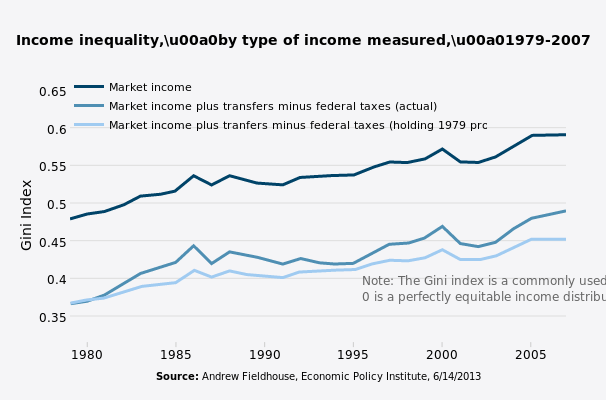 Income inequality,\u00a0by type of income measured,\u00a01979-2007
Market income
Market income plus transfers minus federal taxes (actual)
Market income plus tranfers minus federal taxes (holding 1979 prc
0.65
0.6
0.55
0.5
0.45
0.4
0.35
Gini Index
Note: The Gini index is a commonly used
0 is a perfectly equitable income distribu
1980 1985 1990 1995 2000 2005
Source: Andrew Fieldhouse, Economic Policy Institute, 6/14/2013